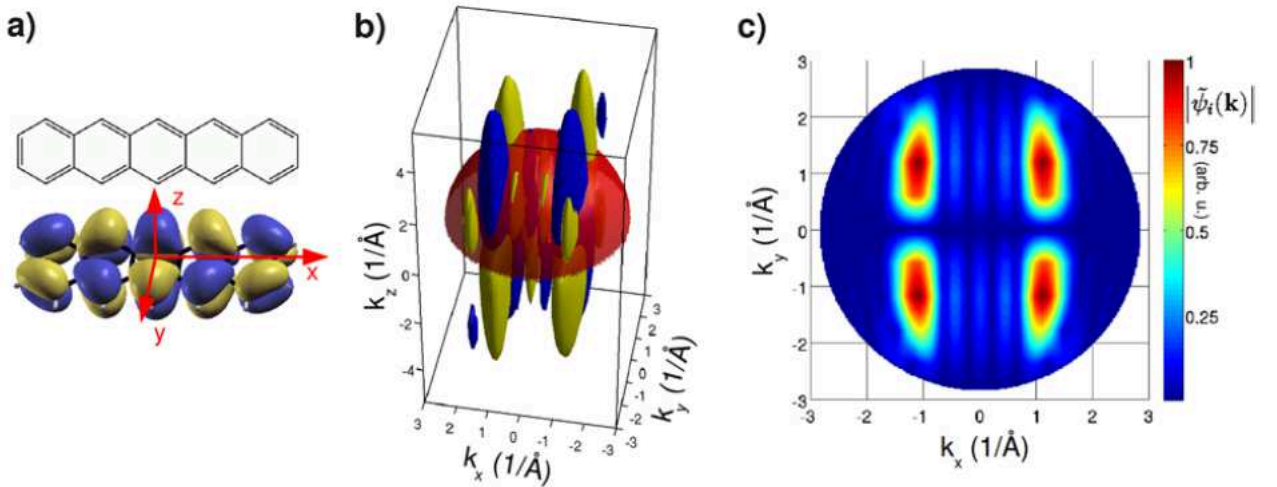 a)
z
x
y
b)
4
2
0
-2
-4
k_z (1/Å)
3
2
1
0
-1
-2
-3
k_x (1/Å)
3
2
1
0
-1
-2
-3
k_y (1/Å)
c)
3
2
1
0
-1
-2
-3
k_y (1/Å)
-3 -2 -1 0 1 2 3
k_x (1/Å)
1
0.75
0.25
|ψ̃_i(k)|
(arb. u.)